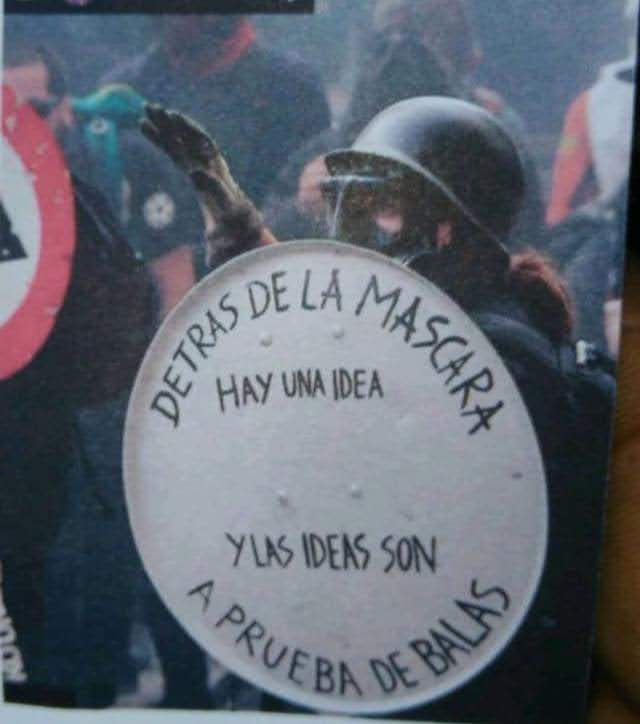 DETRAS DE LA MASCARA
HAY UNA IDEA
Y LAS IDEAS SON
A PRUEBA DE BALAS